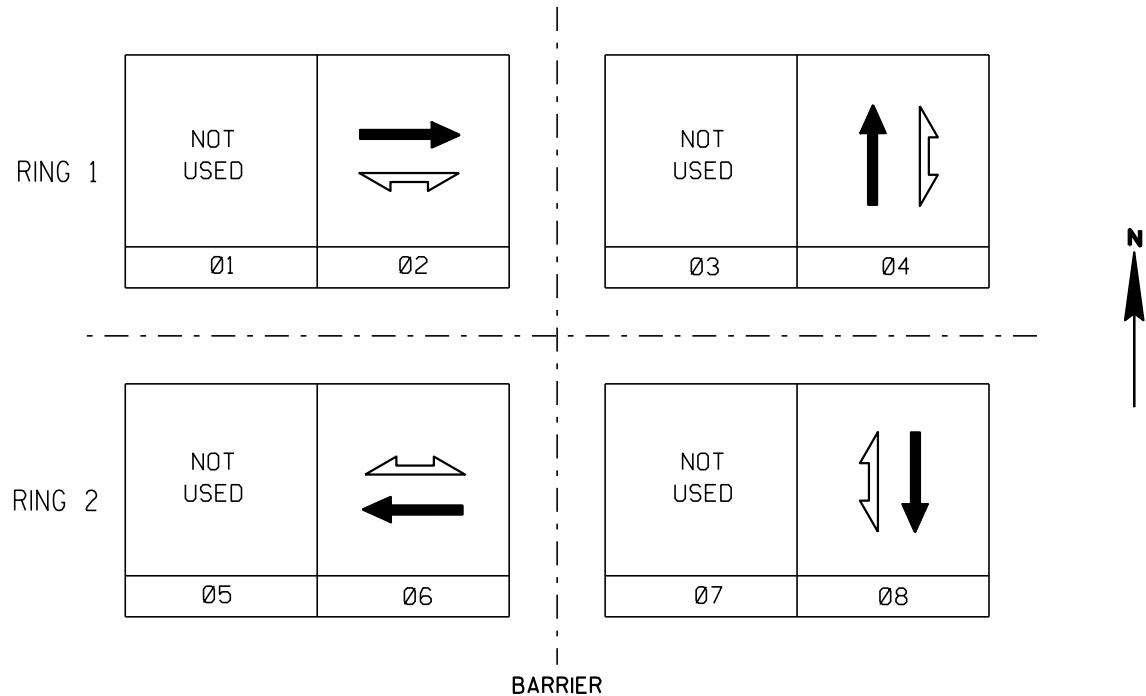 RING 1
NOT
USED
Ø1
Ø2
NOT
USED
Ø3
Ø4
N
RING 2
NOT
USED
Ø5
Ø6
NOT
USED
Ø7
Ø8
BARRIER